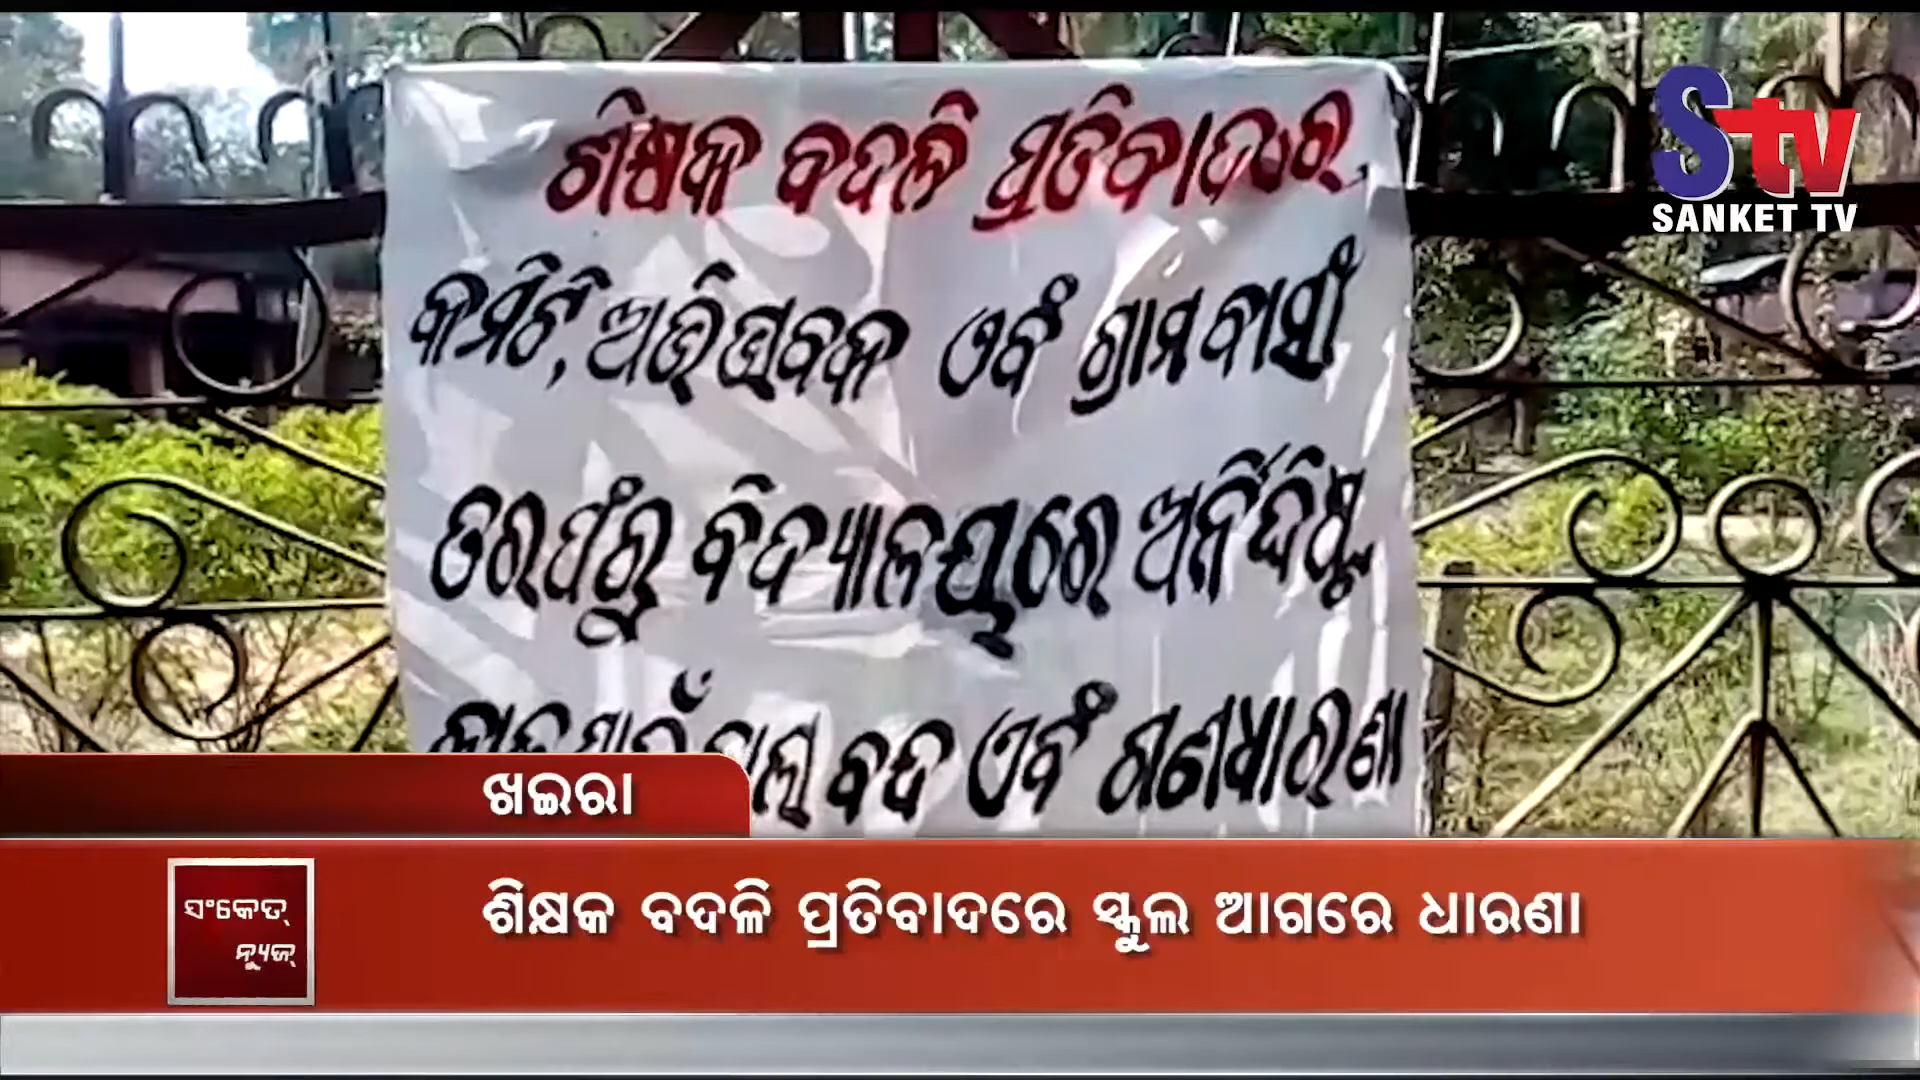 ଶିକ୍ଷକ ବଦଳି ପ୍ରତିବାଦରେ
କମିଟି, ଅଭିଭାବକ ଏବଂ ଗ୍ରାମବାସୀ
ତରଫରୁ ବିଦ୍ୟାଳୟରେ ଅନିର୍ଦ୍ଦିଷ୍ଟ
ବନ୍ଦ ଏବଂ ଗଣଧାରଣା
STV
SANKET TV
ଖଇରା
ସଂକେତ୍
ନ୍ୟୁଜ୍
ଶିକ୍ଷକ ବଦଳି ପ୍ରତିବାଦରେ ସ୍କୁଲ ଆଗରେ ଧାରଣା